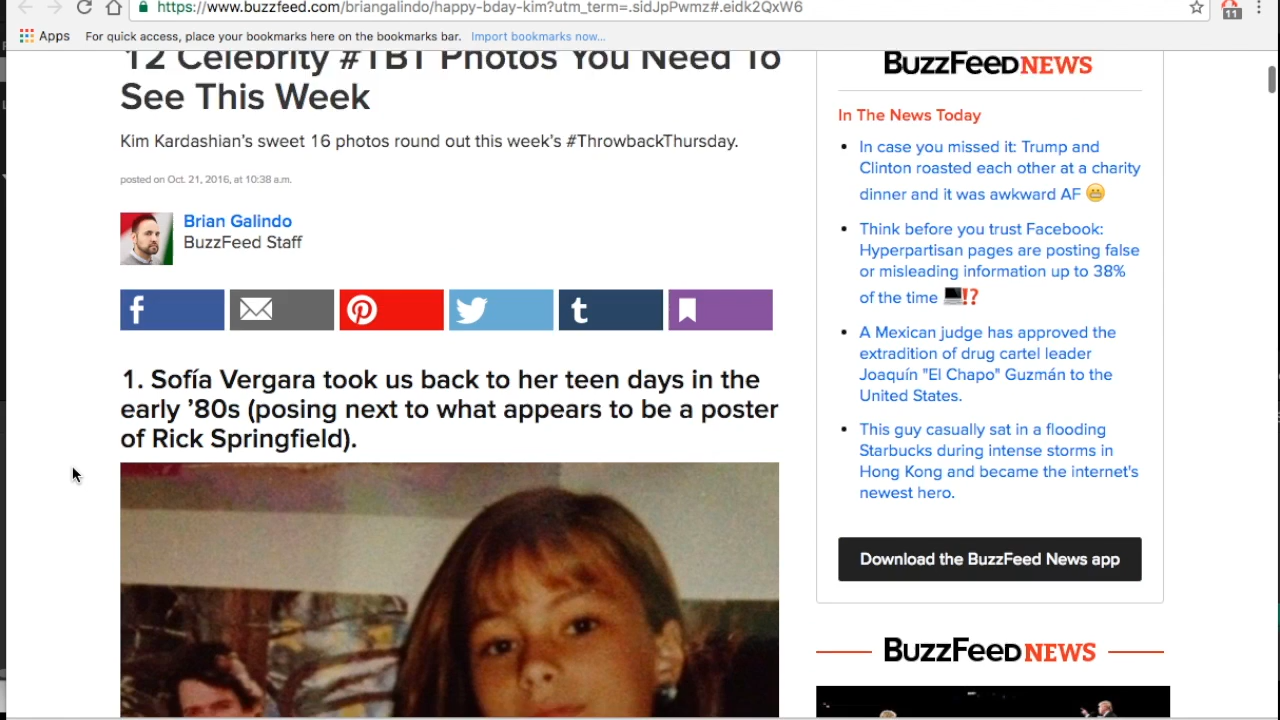 https://www.buzzfeed.com/briangalindo/happy-bday-kim?utm_term=.sidJpPwmz#.eidk2QxW6
11
Apps For quick access, place your bookmarks here on the bookmarks bar. Import bookmarks now...
12 Celebrity #TBT Photos You Need To
See This Week
Kim Kardashian's sweet 16 photos round out this week's #ThrowbackThursday.
posted on Oct. 21, 2016, at 10:38 a.m.
Brian Galindo
BuzzFeed Staff
1. Sofía Vergara took us back to her teen days in the
early ’80s (posing next to what appears to be a poster
of Rick Springfield).
BuzzFeed NEWS
In The News Today
• In case you missed it: Trump and
Clinton roasted each other at a charity
dinner and it was awkward AF 😬
• Think before you trust Facebook:
Hyperpartisan pages are posting false
or misleading information up to 38%
of the time 💻⁉️
• A Mexican judge has approved the
extradition of drug cartel leader
Joaquín "El Chapo" Guzmán to the
United States.
• This guy casually sat in a flooding
Starbucks during intense storms in
Hong Kong and became the internet's
newest hero.
Download the BuzzFeed News app
BuzzFeed NEWS